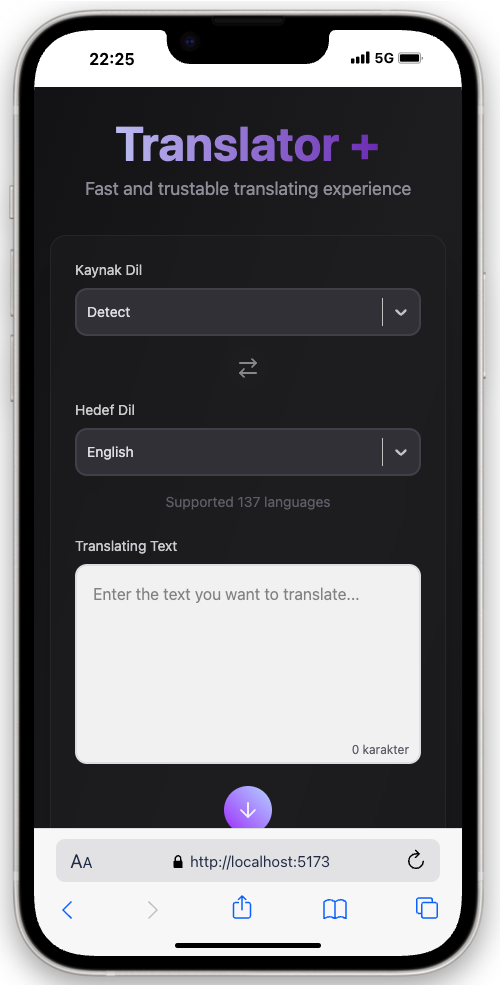 22:25
5G
Translator +
Fast and trustable translating experience
Kaynak Dil
Detect
Hedef Dil
English
Supported 137 languages
Translating Text
Enter the text you want to translate...
0 karakter
AA
http://localhost:5173